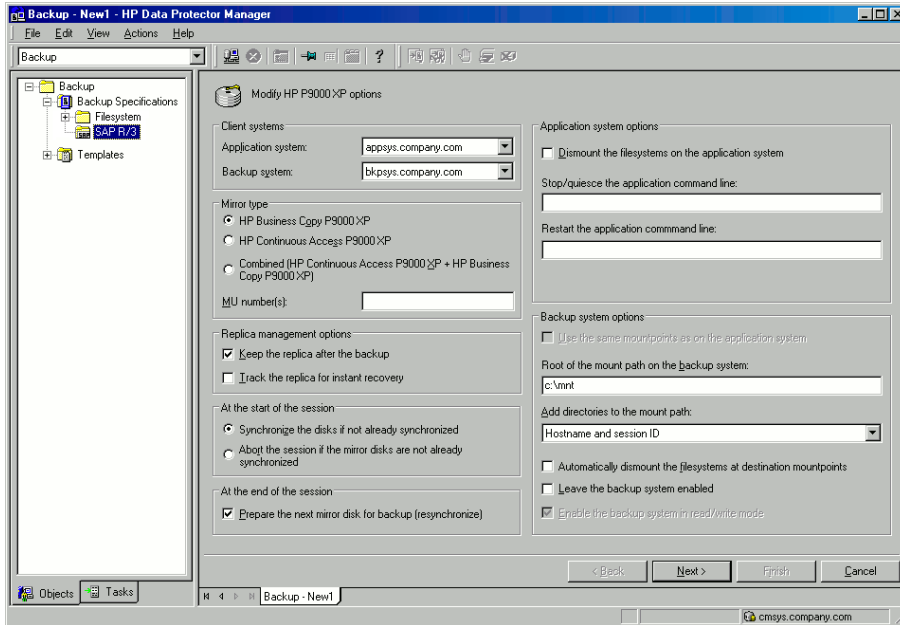 Backup - New1 - HP Data Protector Manager
File Edit View Actions Help
Backup
Backup
Backup Specifications
Filesystem
SAP R/3
Templates
Modify HP P9000 XP options
Client systems
Application system: appsys.company.com
Backup system: bkpsys.company.com
Mirror type
HP Business Copy P9000 XP
HP Continuous Access P9000 XP
Combined (HP Continuous Access P9000 XP + HP Business
Copy P9000 XP)
MU number(s):
Replica management options
Keep the replica after the backup
Track the replica for instant recovery
At the start of the session
Synchronize the disks if not already synchronized
Abort the session if the mirror disks are not already
synchronized
At the end of the session
Prepare the next mirror disk for backup (resynchronize)
Application system options
Dismount the filesystems on the application system
Stop/quiesce the application command line:
Restart the application commmand line:
Backup system options
Use the same mountpoints as on the application system
Root of the mount path on the backup system:
c:\mnt
Add directories to the mount path:
Hostname and session ID
Automatically dismount the filesystems at destination mountpoints
Leave the backup system enabled
Enable the backup system in read/write mode
< Back Next > Finish Cancel
Objects Tasks
Backup - New1
cmsys.company.com